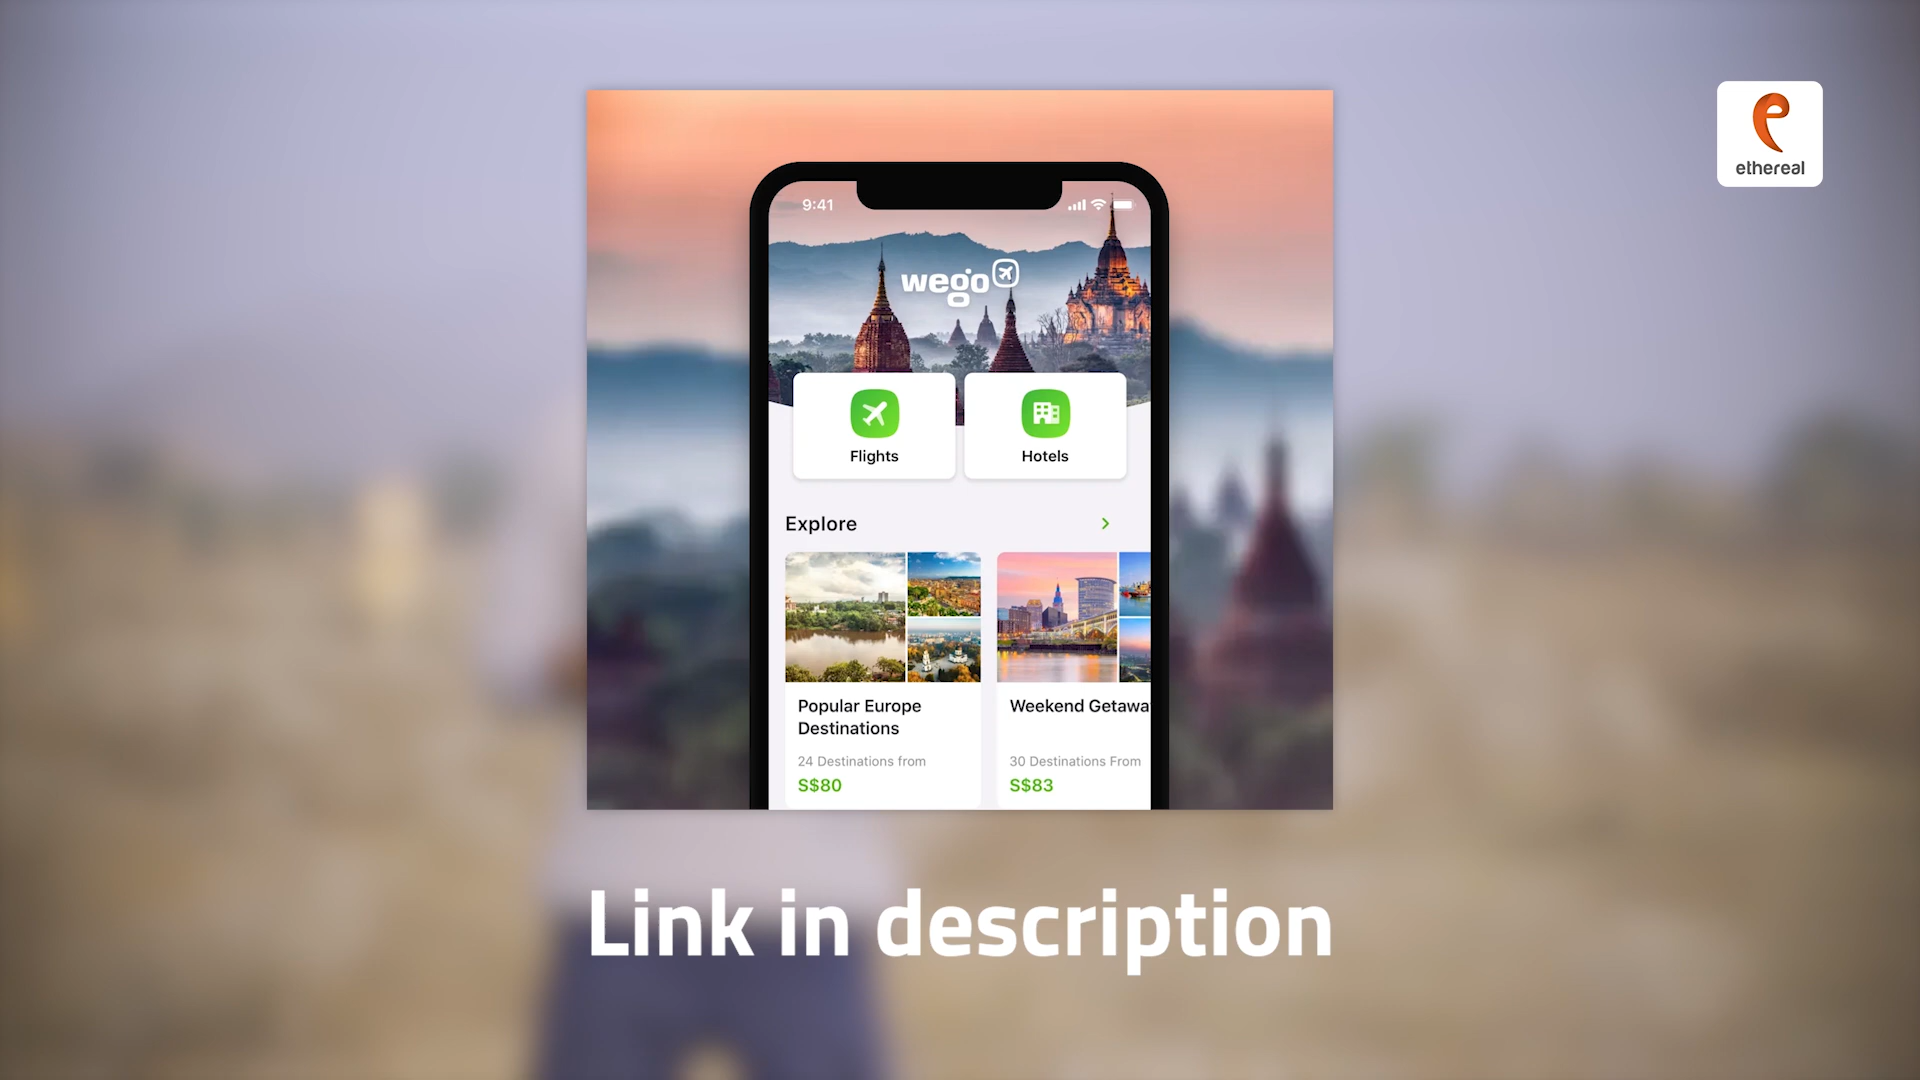 ethereal
9:41
wego
Flights
Hotels
Explore
Popular Europe
Destinations
24 Destinations from
S$80
Weekend Getawa
30 Destinations From
S$83
Link in description